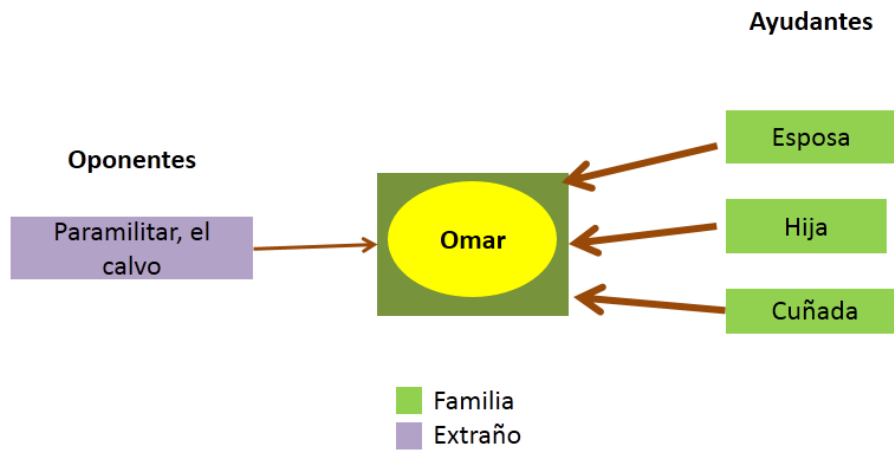 Ayudantes
Esposa
Oponentes
Paramilitar, el
calvo
Omar
Hija
Cuñada
Familia
Extraño